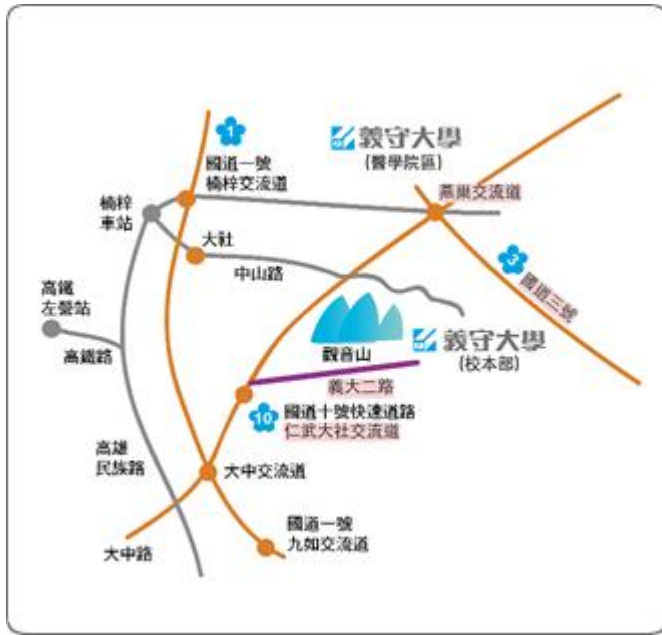 1
國道一號
楠梓交流道
義守大學
(醫學院區)
燕巢交流道
楠梓
車站
大社
中山路
3
國道三號
高鐵
左營站
高鐵路
觀音山
義守大學
(校本部)
義大二路
10
國道十號快速道路
仁武大社交流道
高雄
民族路
大中交流道
大中路
國道一號
九如交流道